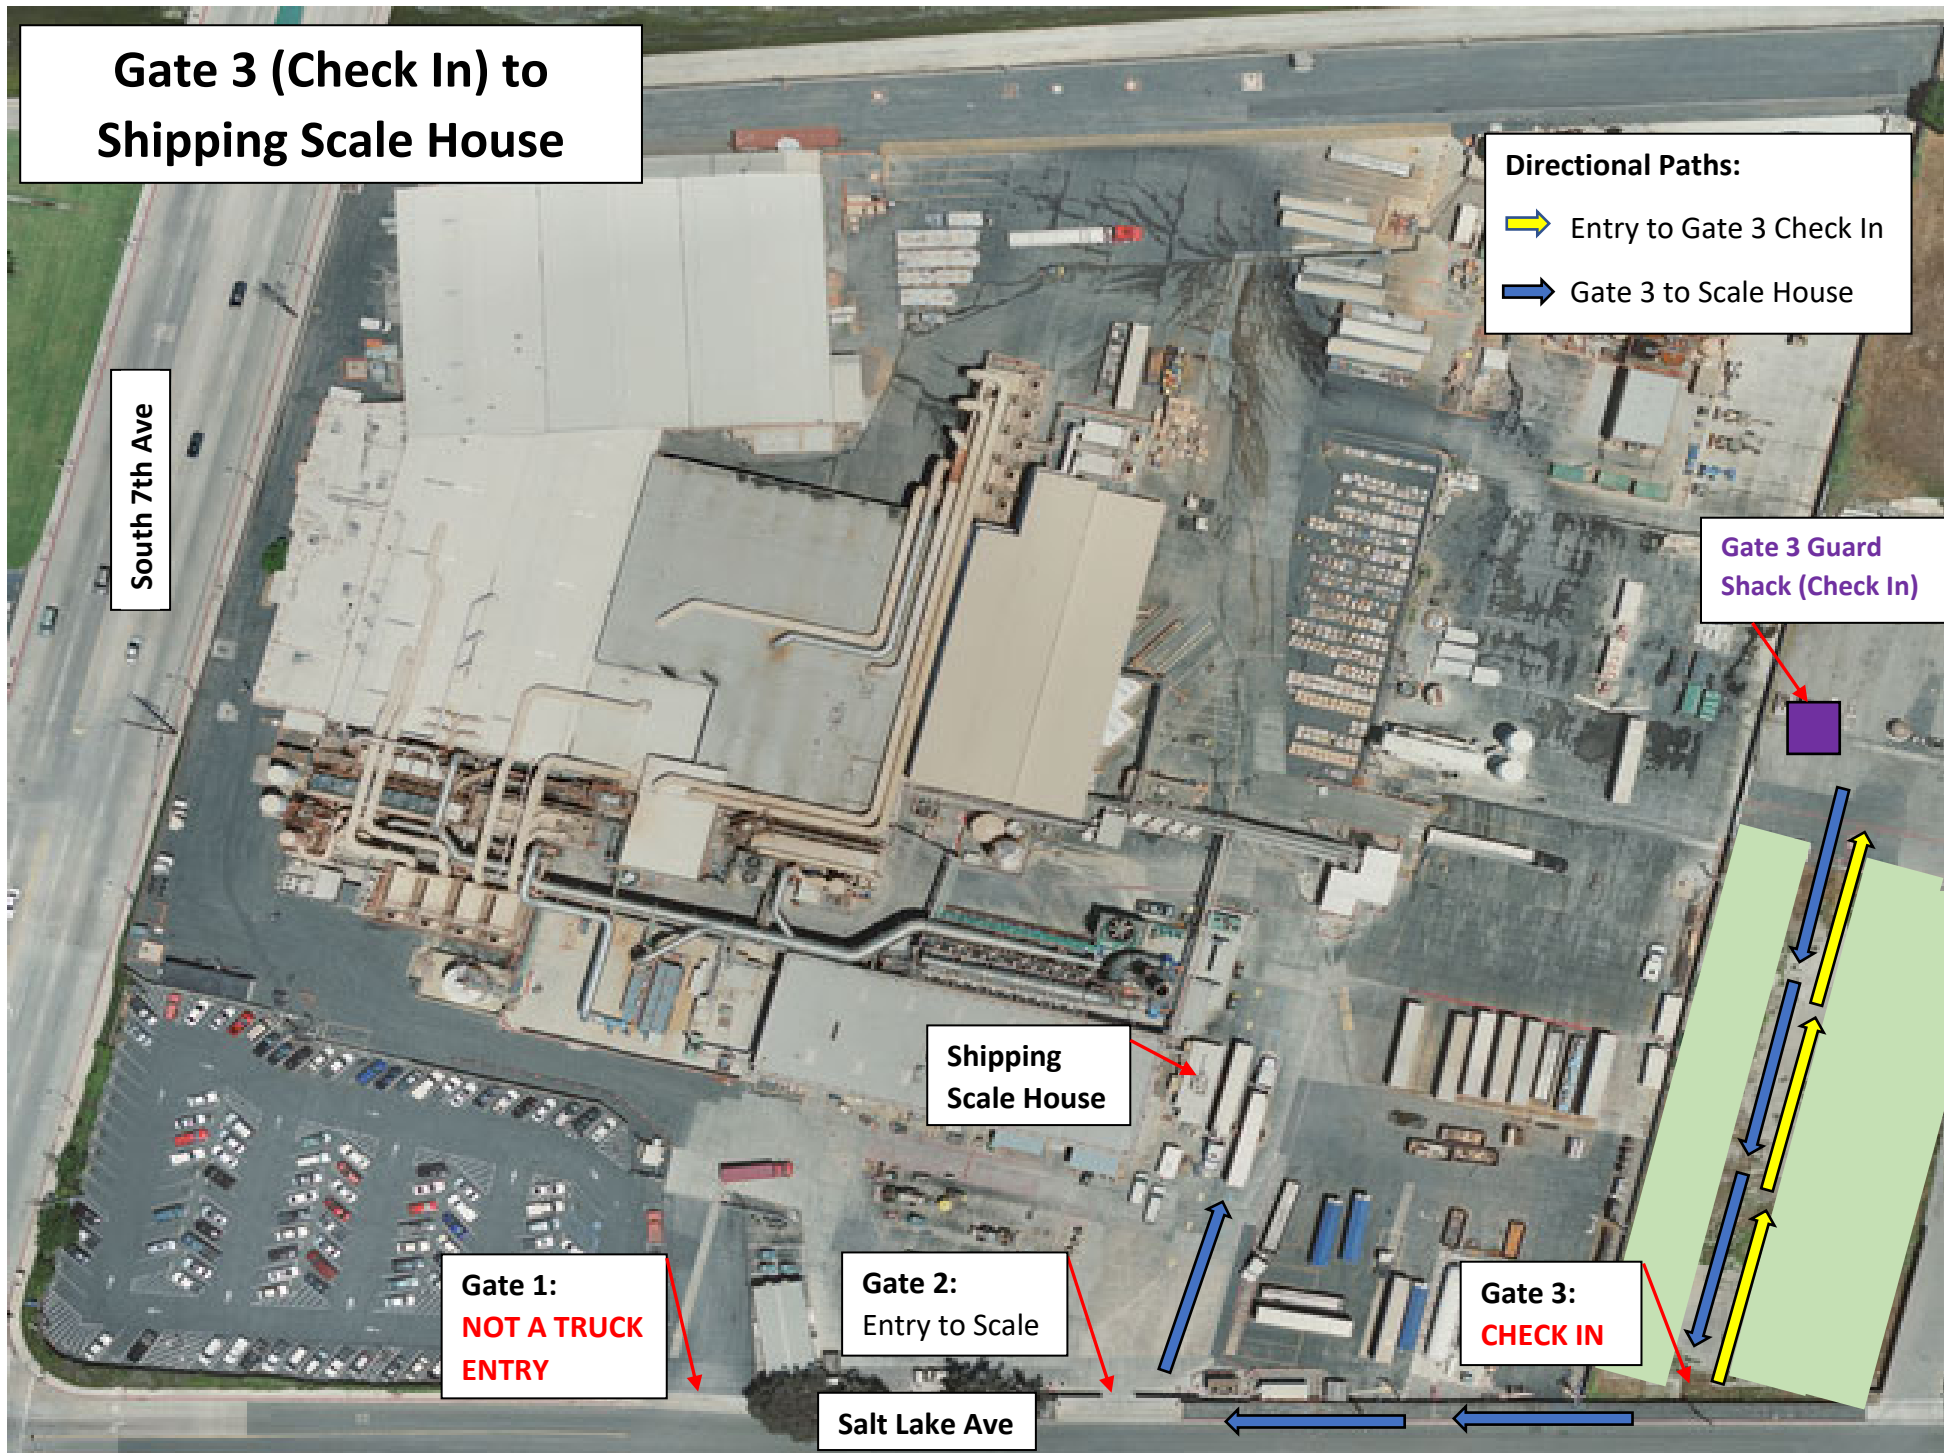 Gate 3 (Check In) to
Shipping Scale House
Directional Paths:
Entry to Gate 3 Check In
Gate 3 to Scale House
South 7th Ave
Gate 3 Guard
Shack (Check In)
Shipping
Scale House
Gate 1:
NOT A TRUCK
ENTRY
Gate 2:
Entry to Scale
Gate 3:
CHECK IN
Salt Lake Ave